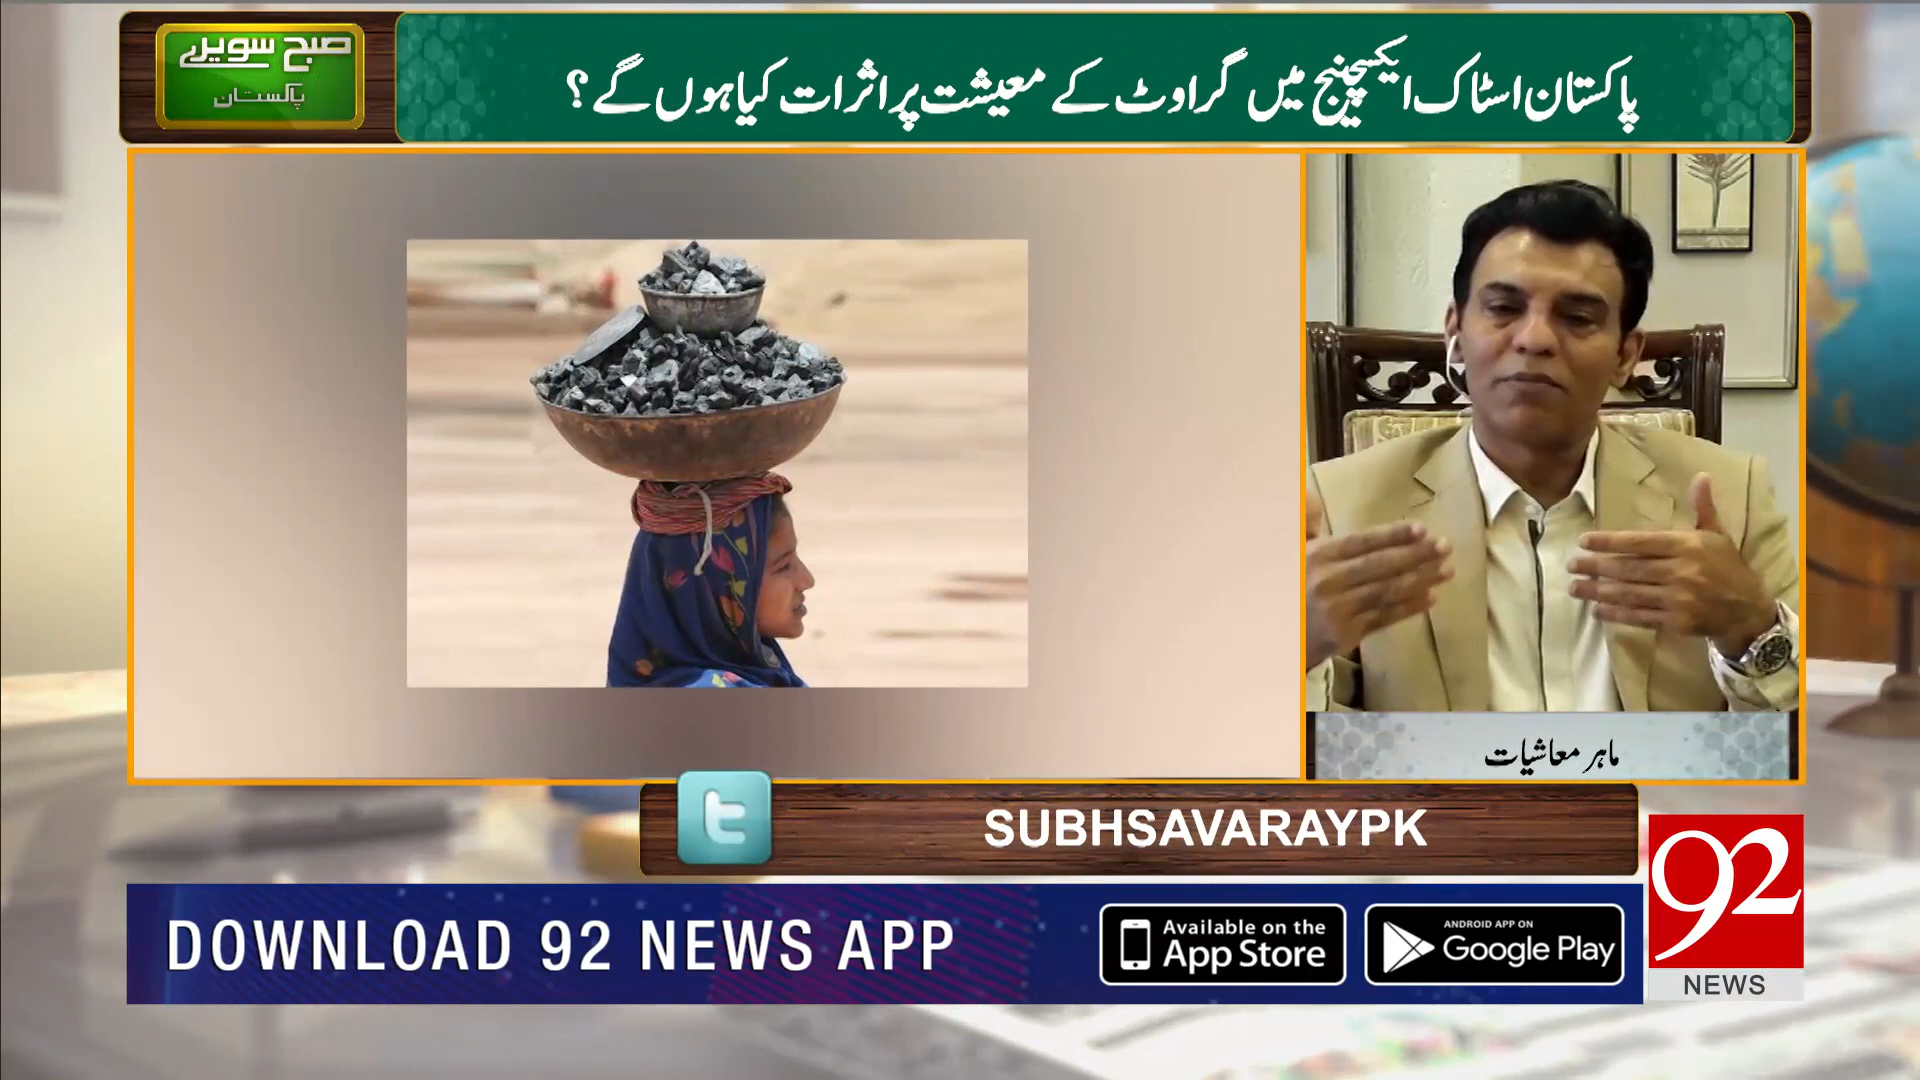 صبح سویرے
پاکستان
پاکستان اسٹاک ایکسچینج میں گراوٹ کے معیشت پر اثرات کیا ہوں گے ؟
ماہر معاشیات
SUBHSAVARAYPK
DOWNLOAD 92 NEWS APP
Available on the
App Store
ANDROID APP ON
Google Play
92
NEWS